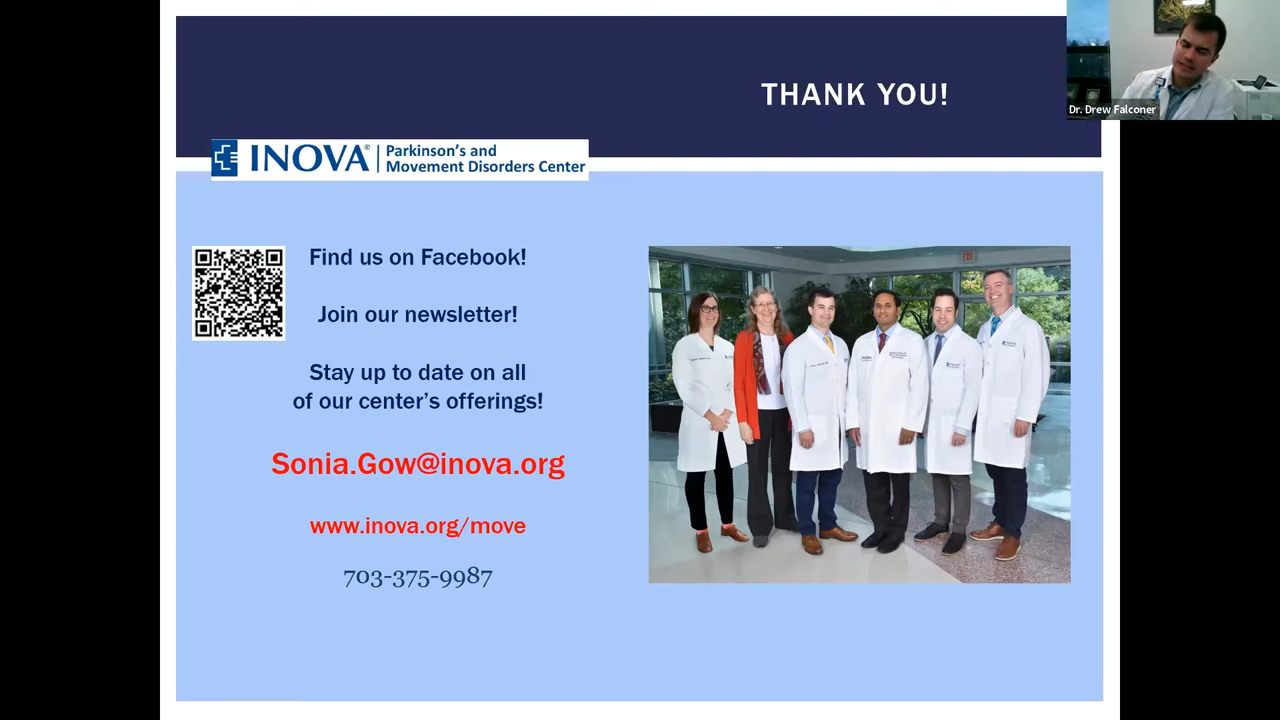 THANK YOU!
Dr. Drew Falconer
INOVA® | Parkinson's and
Movement Disorders Center
Find us on Facebook!
Join our newsletter!
Stay up to date on all
of our center's offerings!
Sonia.Gow@inova.org
www.inova.org/move
703-375-9987